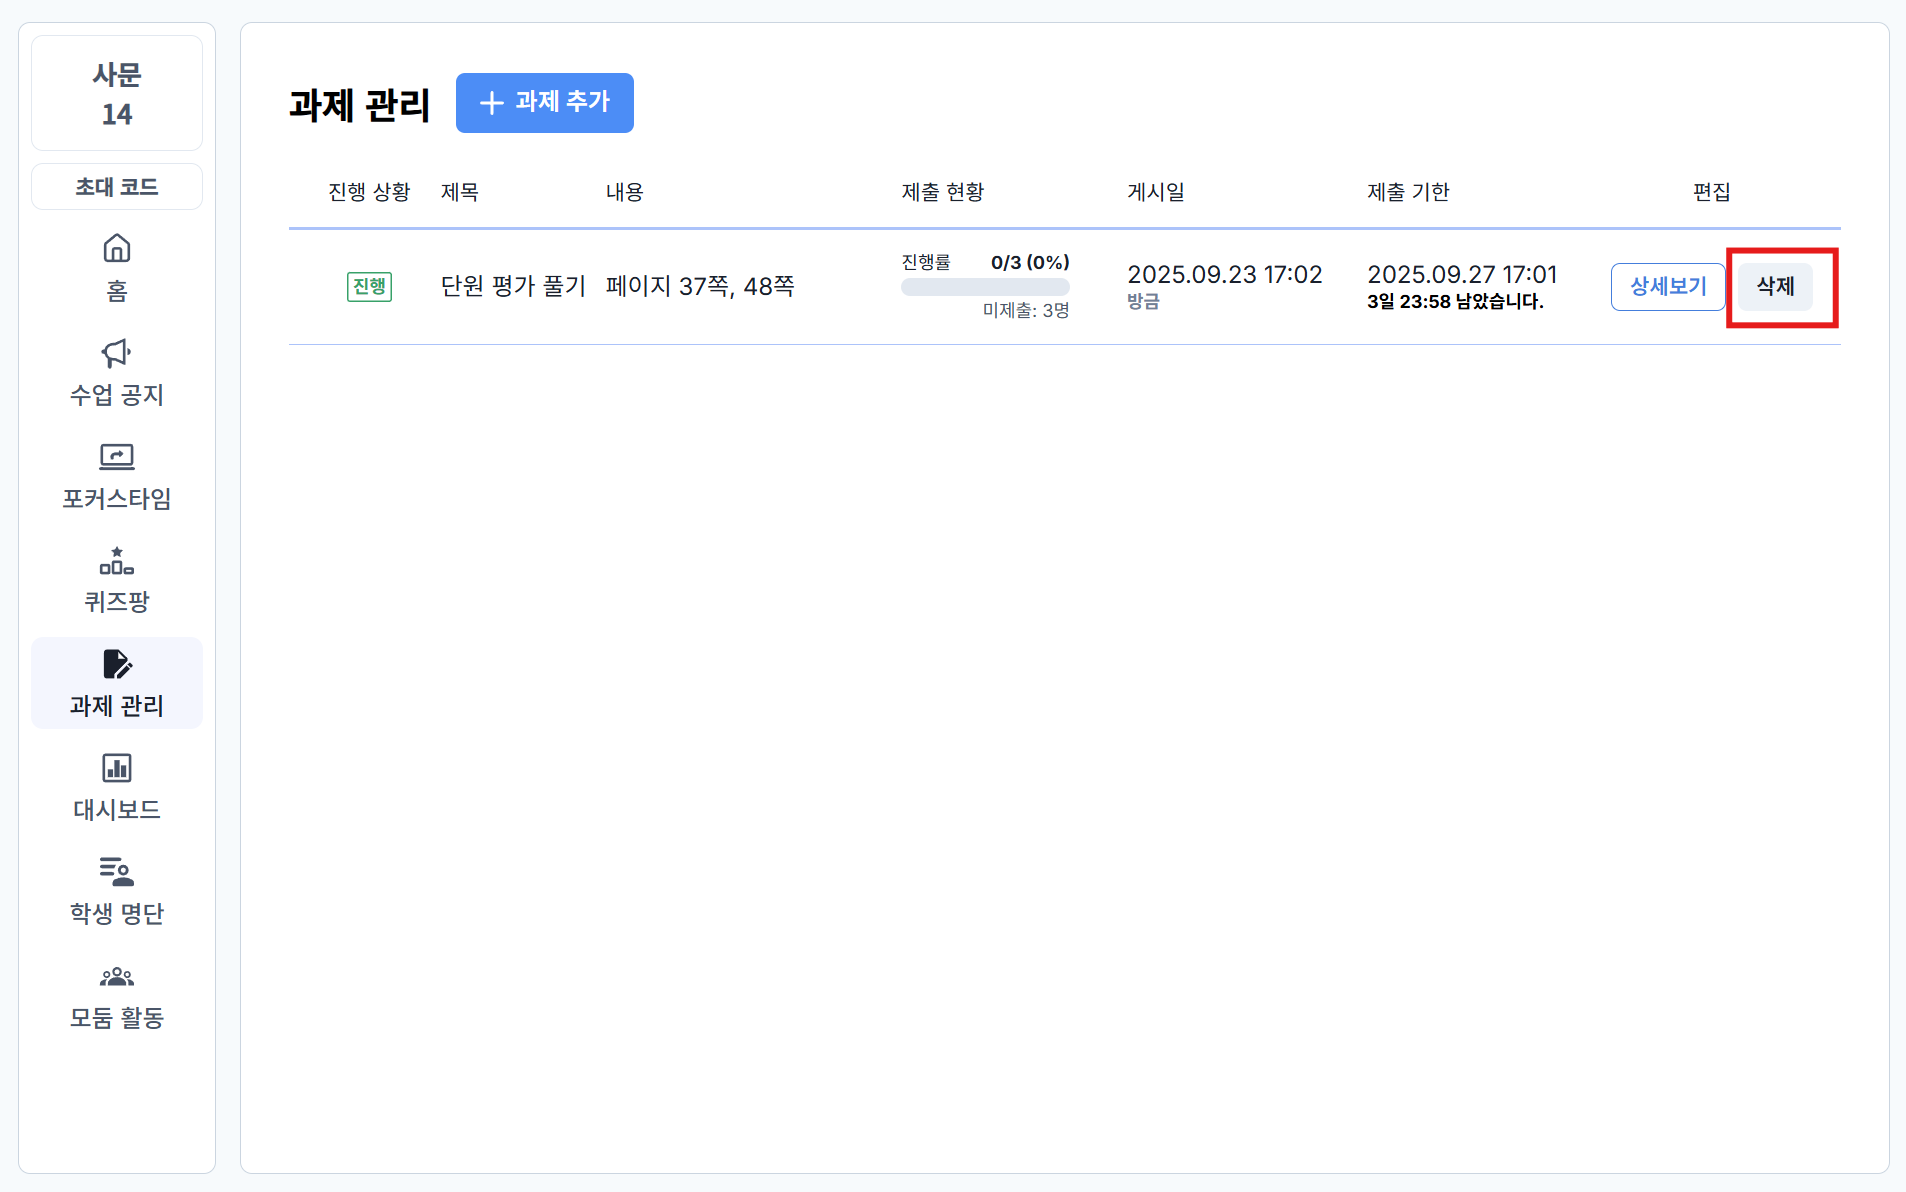 사문
14
초대 코드
홈
수업 공지
포커스타임
퀴즈팡
과제 관리
대시보드
학생 명단
모둠 활동
과제 관리
과제 추가
진행 상황 제목 내용 제출 현황 게시일 제출 기한 편집
진행 단원 평가 풀기 페이지 37쪽, 48쪽
진행률 0/3 (0%)
미제출: 3명
2025.09.23 17:02
방금
2025.09.27 17:01
3일 23:58 남았습니다.
상세보기 삭제